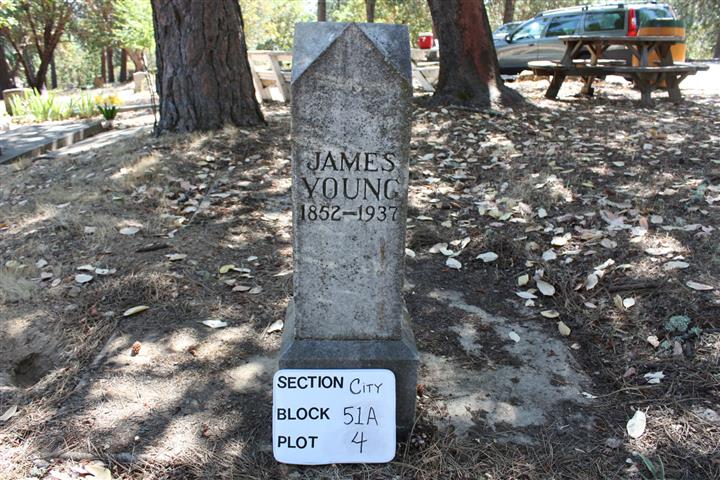 JAMES
YOUNG
1852-1937
SECTION CITY
BLOCK 51A
PLOT 4